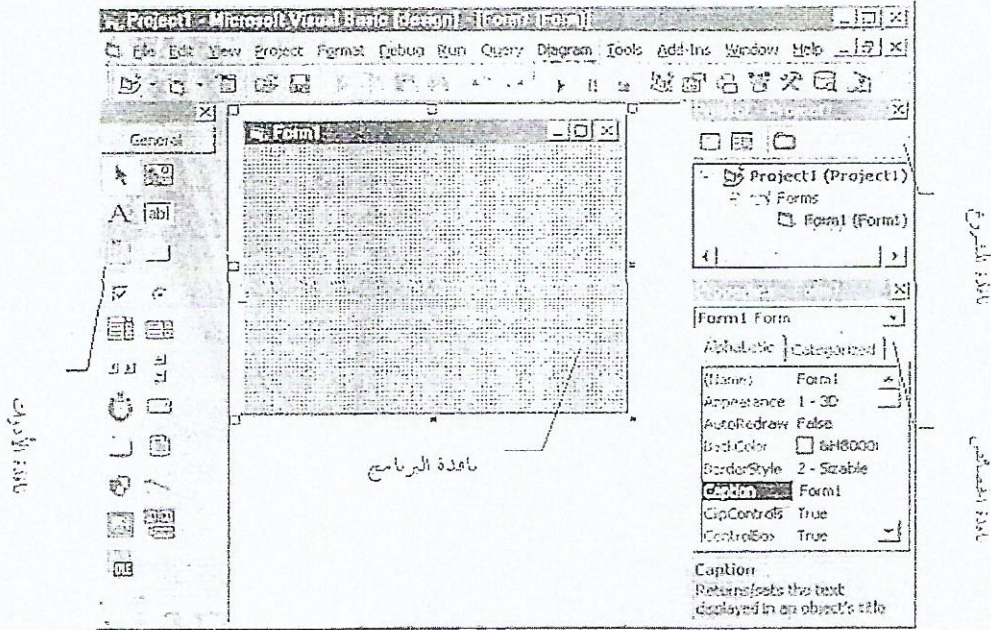 Project1 - Microsoft Visual Basic [design] - [Form1 (Form)]
File Edit View Project Format Debug Run Query Diagram Tools Add-Ins Window Help
General
Form1
A
ab
Project1 (Project1)
Forms
Form1 (Form1)
نافذة المشروع
Form1 Form
Alphabetic Categorized
(Name) Form1
Appearance 1 - 3D
AutoRedraw False
BackColor
BorderStyle 2 - Sizable
Caption Form1
ClipControls True
ControlBox True
نافذة الخصائص
نافذة البرنامج
نافذة الأدوات
Caption
Returns/sets the text
displayed in an object's title